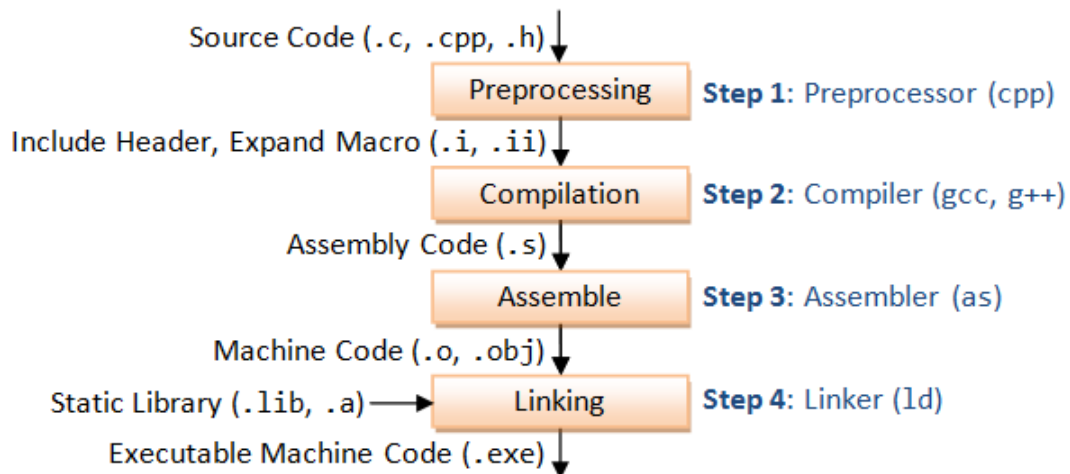 Source Code (.c, .cpp, .h)
Preprocessing
Step 1: Preprocessor (cpp)
Include Header, Expand Macro (.i, .ii)
Compilation
Step 2: Compiler (gcc, g++)
Assembly Code (.s)
Assemble
Step 3: Assembler (as)
Machine Code (.o, .obj)
Static Library (.lib, .a)
Linking
Step 4: Linker (ld)
Executable Machine Code (.exe)